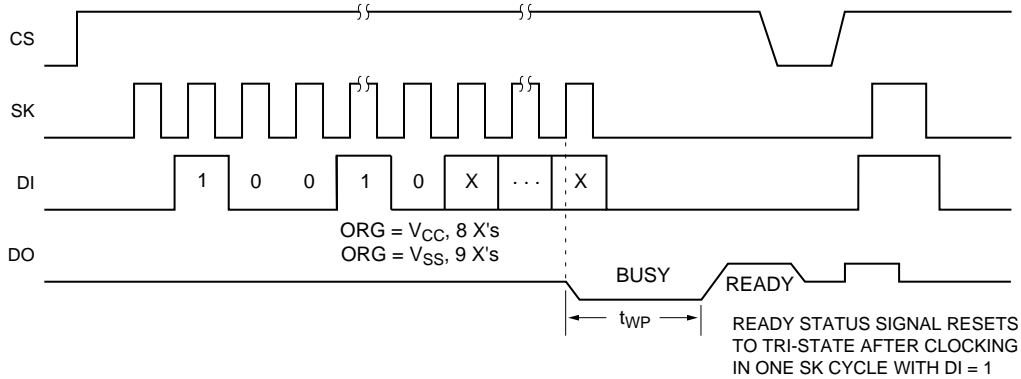 CS
SK
DI 1 0 0 1 0 X ... X
ORG = VCC, 8 X's
ORG = VSS, 9 X's
DO
BUSY
READY
tWP
READY STATUS SIGNAL RESETS
TO TRI-STATE AFTER CLOCKING
IN ONE SK CYCLE WITH DI = 1